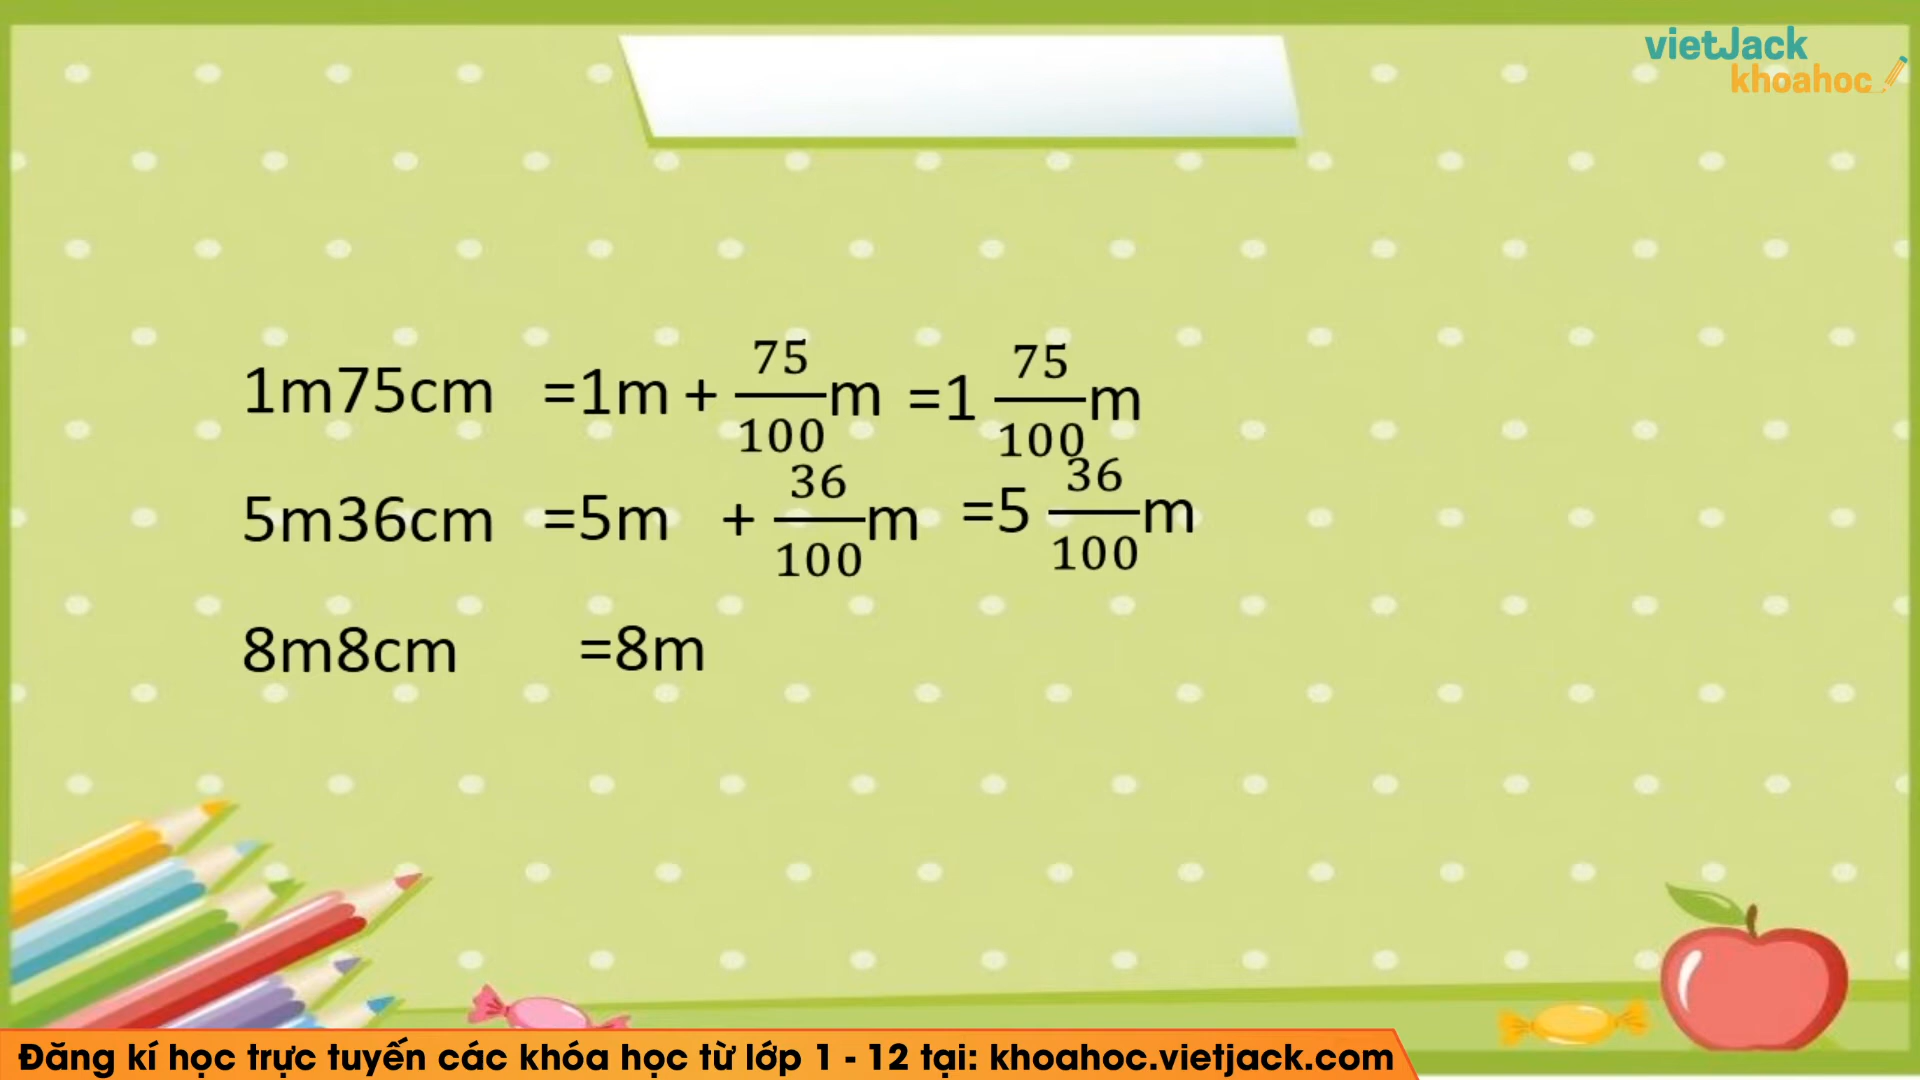 vietJack
khoahoc
1m75cm =1m + 75/100 m =1 75/100 m
5m36cm =5m + 36/100 m =5 36/100 m
8m8cm =8m
Đăng kí học trực tuyến các khóa học từ lớp 1 - 12 tại: khoahoc.vietjack.com